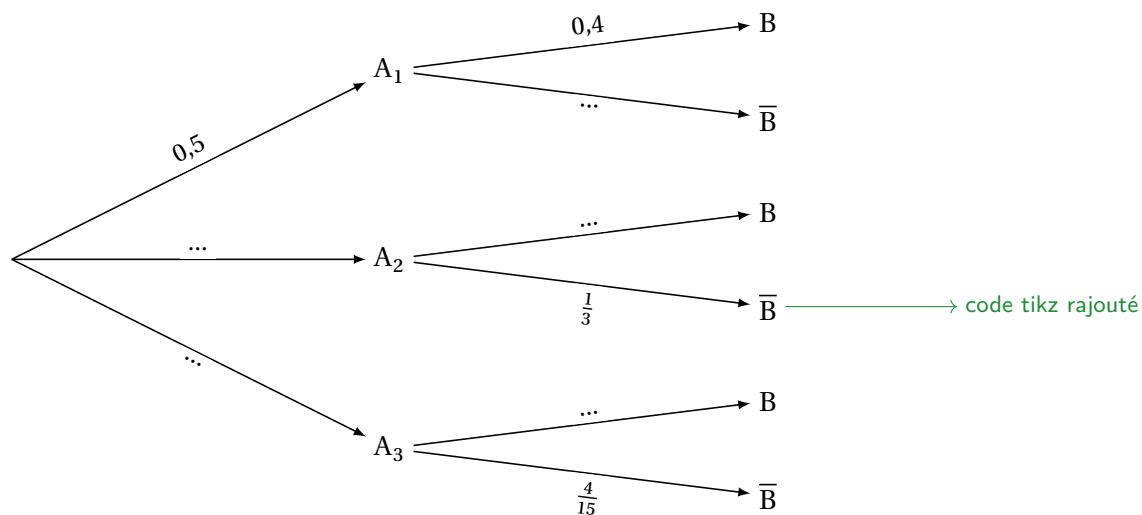 0,4
B
A₁
...
B̅
0,5
...
B
...
A₂
1/3
B̅
code tikz rajouté
...
...
B
A₃
4/15
B̅